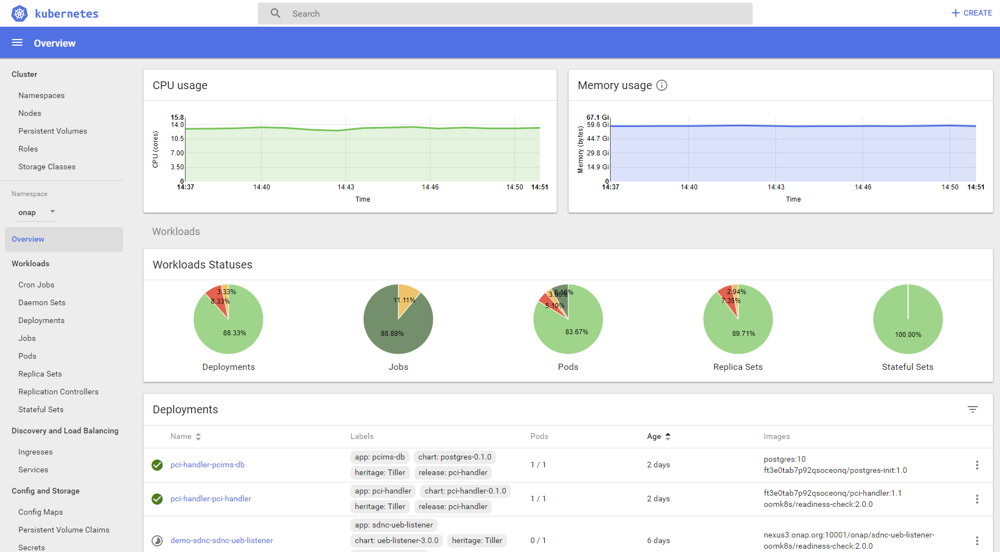 kubernetes
Search
CREATE
Overview
Cluster
Namespaces
Nodes
Persistent Volumes
Roles
Storage Classes
Namespace
onap
Overview
Workloads
Cron Jobs
Daemon Sets
Deployments
Jobs
Pods
Replica Sets
Replication Controllers
Stateful Sets
Discovery and Load Balancing
Ingresses
Services
Config and Storage
Config Maps
Persistent Volume Claims
Secrets
CPU usage
CPU (cores)
15.8
14.0
10.5
7.00
3.50
0
14:37 14:40 14:43 14:46 14:50 14:51
Time
Memory usage
Memory (bytes)
67.1 Gi
59.6 Gi
44.7 Gi
29.8 Gi
14.9 Gi
0
14:37 14:40 14:43 14:46 14:50 14:51
Time
Workloads
Workloads Statuses
3.33%
8.33%
88.33%
Deployments
11.11%
88.89%
Jobs
8.16%
3.06%
5.10%
83.67%
Pods
2.94%
7.35%
89.71%
Replica Sets
100.00%
Stateful Sets
Deployments
Name Labels Pods Age Images
pci-handler-pcims-db
app: pcims-db chart: postgres-0.1.0
heritage: Tiller release: pci-handler
1 / 1
2 days
postgres:10
ft3e0tab7p92qsoceonq/postgres-init:1.0
pci-handler-pci-handler
app: pci-handler chart: pci-handler-0.1.0
heritage: Tiller release: pci-handler
1 / 1
2 days
ft3e0tab7p92qsoceonq/pci-handler:1.1
oomk8s/readiness-check:2.0.0
demo-sdnc-sdnc-ueb-listener
app: sdnc-ueb-listener
chart: ueb-listener-3.0.0 heritage: Tiller
0 / 1
6 days
nexus3.onap.org:10001/onap/sdnc-ueb-listener-
oomk8s/readiness-check:2.0.0